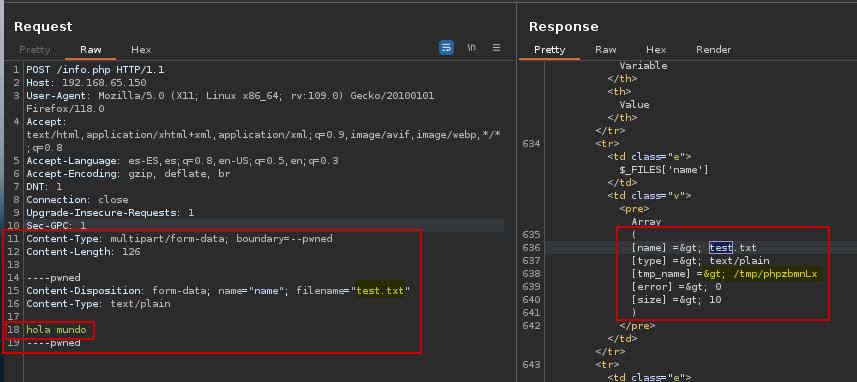 Request
Pretty Raw Hex
\n
1 POST /info.php HTTP/1.1
2 Host: 192.168.65.150
3 User-Agent: Mozilla/5.0 (X11; Linux x86_64; rv:109.0) Gecko/20100101
Firefox/118.0
4 Accept:
text/html,application/xhtml+xml,application/xml;q=0.9,image/avif,image/webp,*/*
;q=0.8
5 Accept-Language: es-ES,es;q=0.8,en-US;q=0.5,en;q=0.3
6 Accept-Encoding: gzip, deflate, br
7 DNT: 1
8 Connection: close
9 Upgrade-Insecure-Requests: 1
10 Sec-GPC: 1
11 Content-Type: multipart/form-data; boundary=--pwned
12 Content-Length: 126
13
14 ----pwned
15 Content-Disposition: form-data; name="name"; filename="test.txt"
16 Content-Type: text/plain
17
18 hola mundo
19 ----pwned
Response
Pretty Raw Hex Render
Variable
</th>
<th>
Value
</th>
</tr>
634 <tr>
<td class="e">
$_FILES['name']
</td>
<td class="v">
<pre>
Array
635 (
636 [name] =&gt; test.txt
637 [type] =&gt; text/plain
638 [tmp_name] =&gt; /tmp/phpzbmnLx
639 [error] =&gt; 0
640 [size] =&gt; 10
641 )
642 </pre>
</td>
</tr>
643 <tr>
<td class="e">